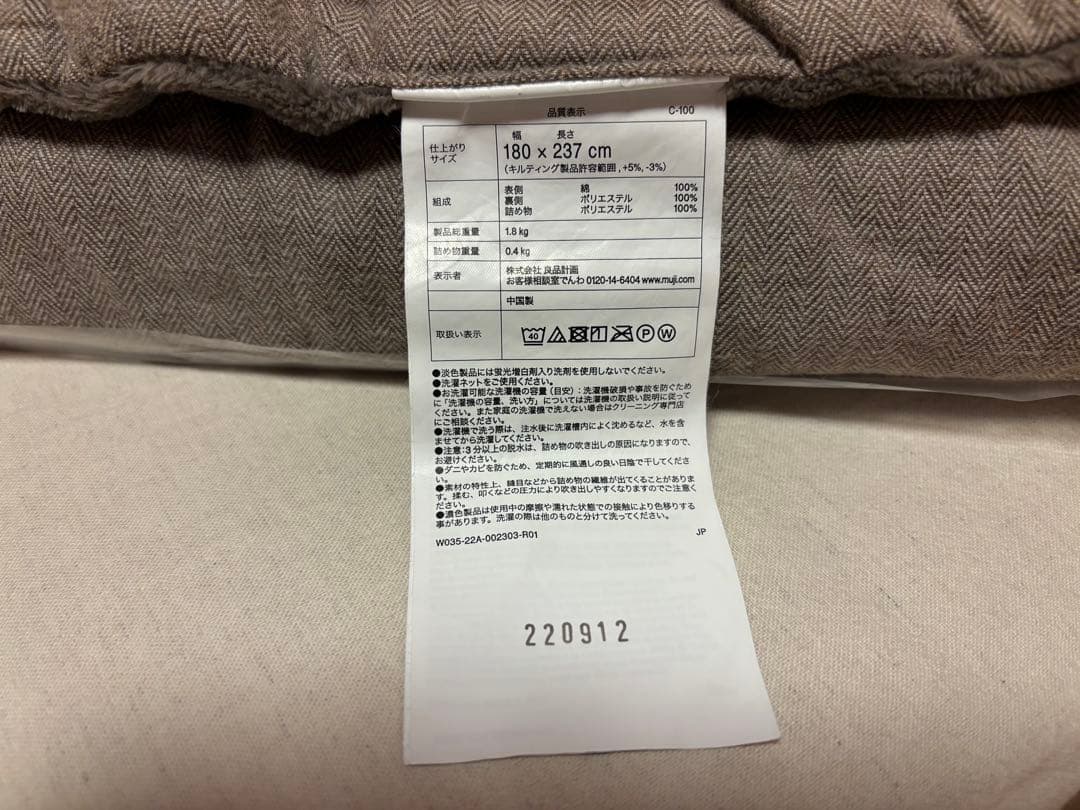 品質表示 C-100
幅 長さ
仕上がり
サイズ
180 × 237 cm
(キルティング製品許容範囲 , +5%, -3%)
組成
表側 綿 100%
裏側 ポリエステル 100%
詰め物 ポリエステル 100%
製品総重量 1.8 kg
詰め物重量 0.4 kg
表示者
株式会社 良品計画
お客様相談室でんわ 0120-14-6404 www.muji.com
中国製
取扱い表示
40 P W
●淡色製品には蛍光増白剤入り洗剤を使用しないでください。
●洗濯ネットをご使用ください。
●お洗濯可能な洗濯機の容量(目安):洗濯機破損や事故を防ぐため
に「洗濯機の容量、洗い方」については洗濯機の取扱い説明に従って
ください。また家庭の洗濯機で洗えない場合はクリーニング専門店
にご相談ください。
●洗濯機で洗う際は、注水後に洗濯槽内によく沈めるなど、水を含
ませてから洗濯してください。
●注意:3 分以上の脱水は、詰め物の吹き出しの原因になりますので、
お避けください。
●ダニやカビを防ぐため、定期的に風通しの良い日陰で干してくださ
い。
●素材の特性上、縫目などから詰め物の繊維が出てくることがありま
す。揉む、叩くなどの圧力により吹き出しやすくなりますのでご注意く
ださい。
●濃色製品は使用中の摩擦や濡れた状態での接触により色移りする
事があります。洗濯の際は他のものと分けて洗ってください。
W035-22A-002303-R01 JP
220912